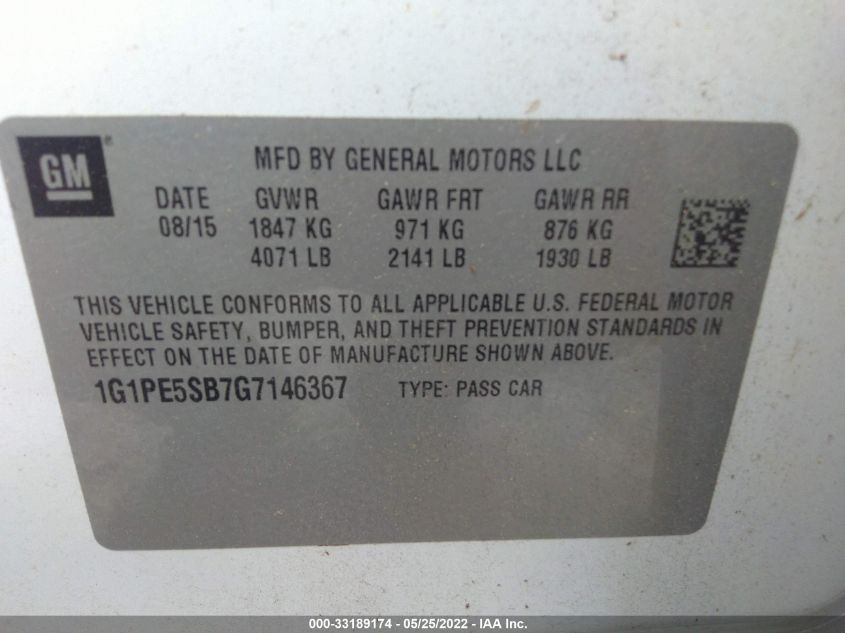 GM®
MFD BY GENERAL MOTORS LLC
DATE GVWR GAWR FRT GAWR RR
08/15 1847 KG 971 KG 876 KG
4071 LB 2141 LB 1930 LB
THIS VEHICLE CONFORMS TO ALL APPLICABLE U.S. FEDERAL MOTOR
VEHICLE SAFETY, BUMPER, AND THEFT PREVENTION STANDARDS IN
EFFECT ON THE DATE OF MANUFACTURE SHOWN ABOVE.
1G1PE5SB7G7146367 TYPE: PASS CAR
000-33189174 - 05/25/2022 - IAA Inc.